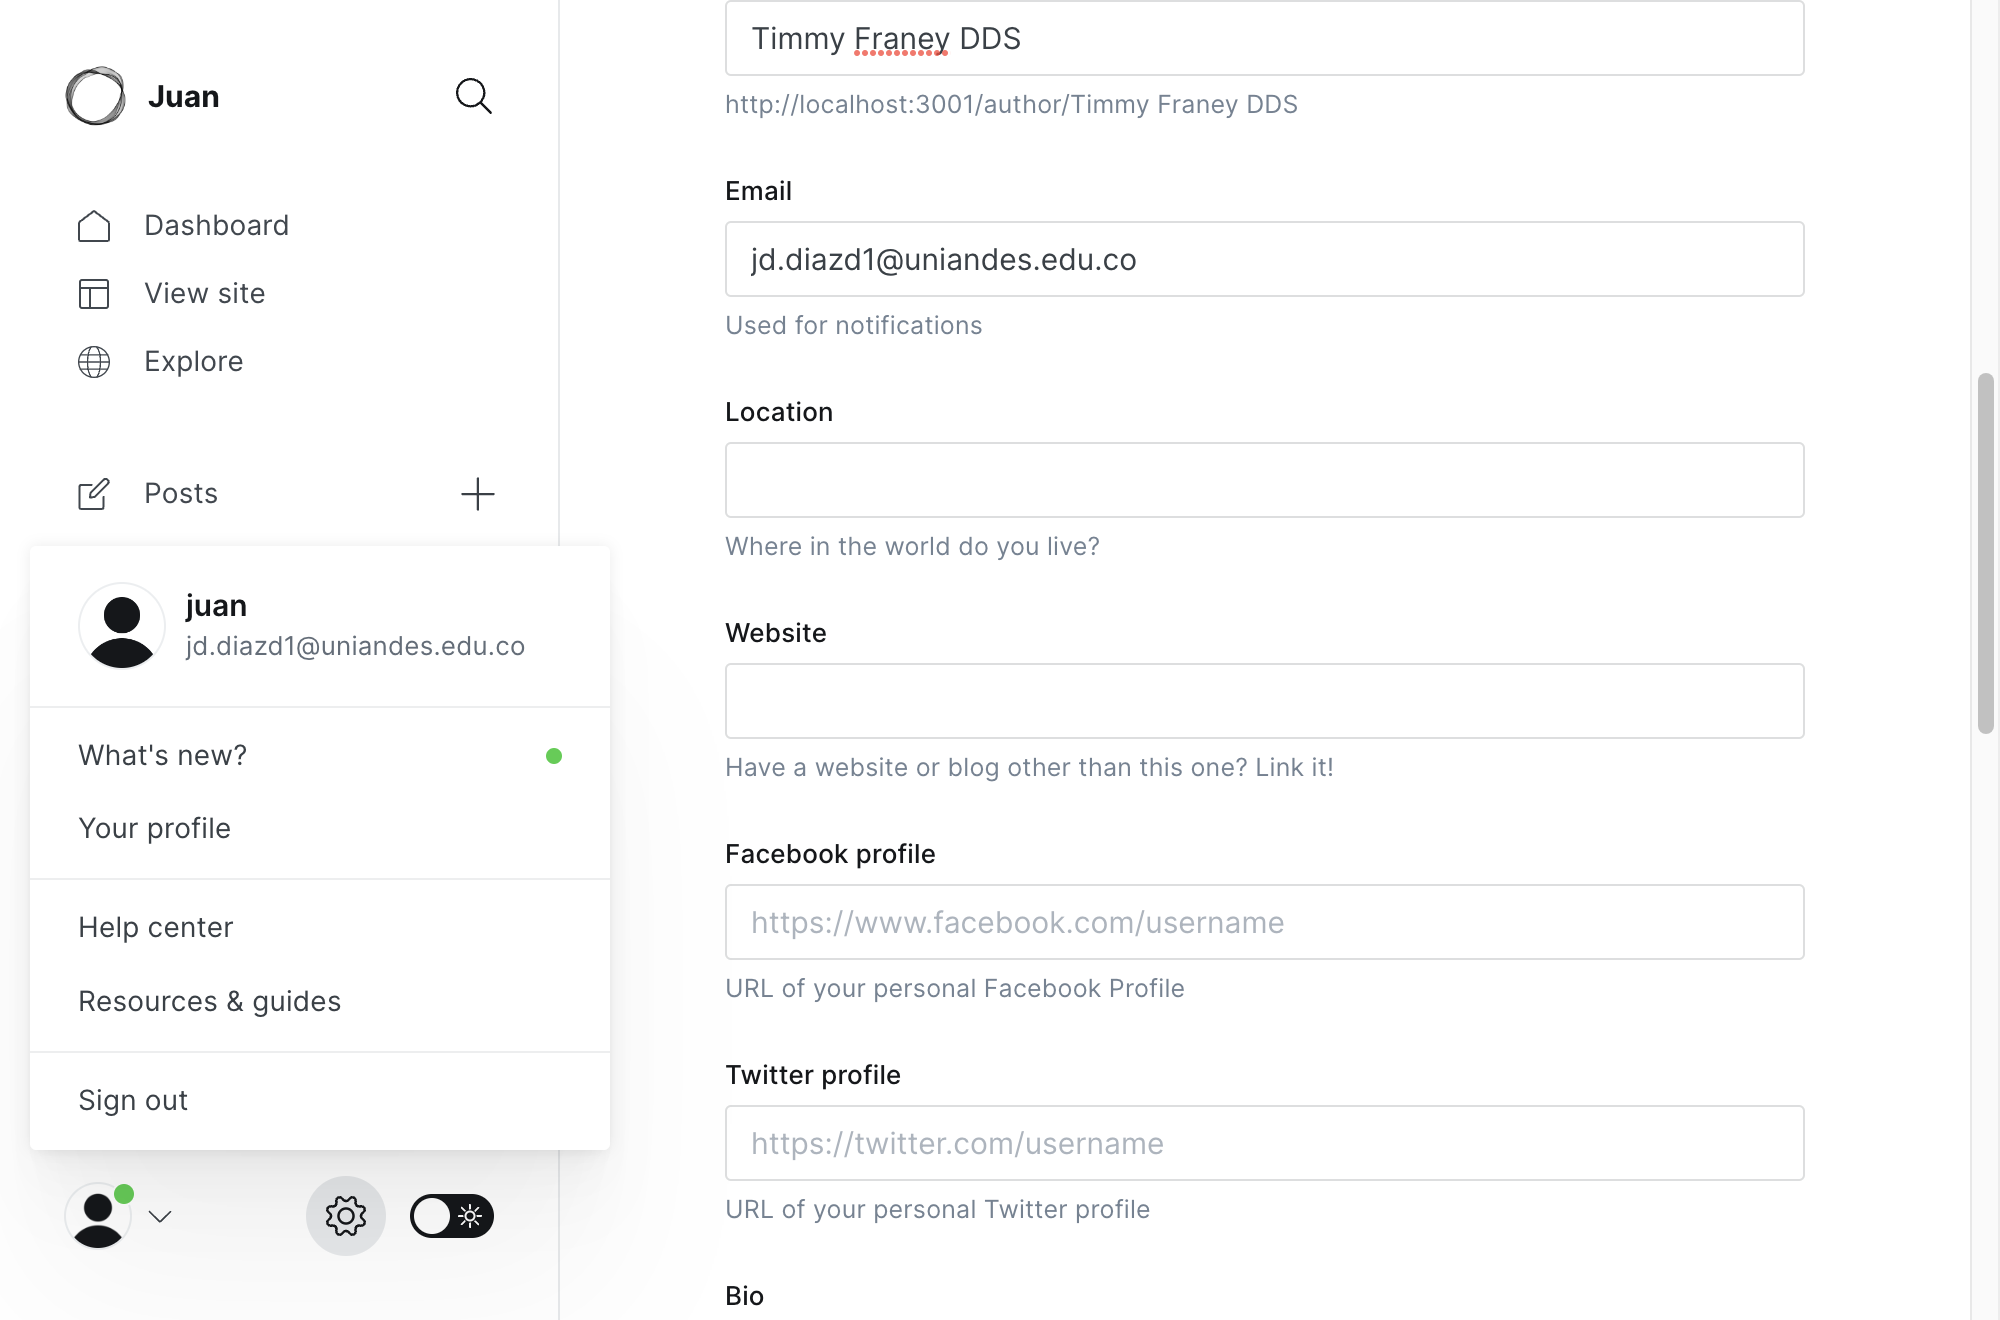 Juan
Dashboard
View site
Explore
Posts
juan
jd.diazd1@uniandes.edu.co
What's new?
Your profile
Help center
Resources & guides
Sign out
Timmy Franey DDS
http://localhost:3001/author/Timmy Franey DDS
Email
jd.diazd1@uniandes.edu.co
Used for notifications
Location
Where in the world do you live?
Website
Have a website or blog other than this one? Link it!
Facebook profile
https://www.facebook.com/username
URL of your personal Facebook Profile
Twitter profile
https://twitter.com/username
URL of your personal Twitter profile
Bio